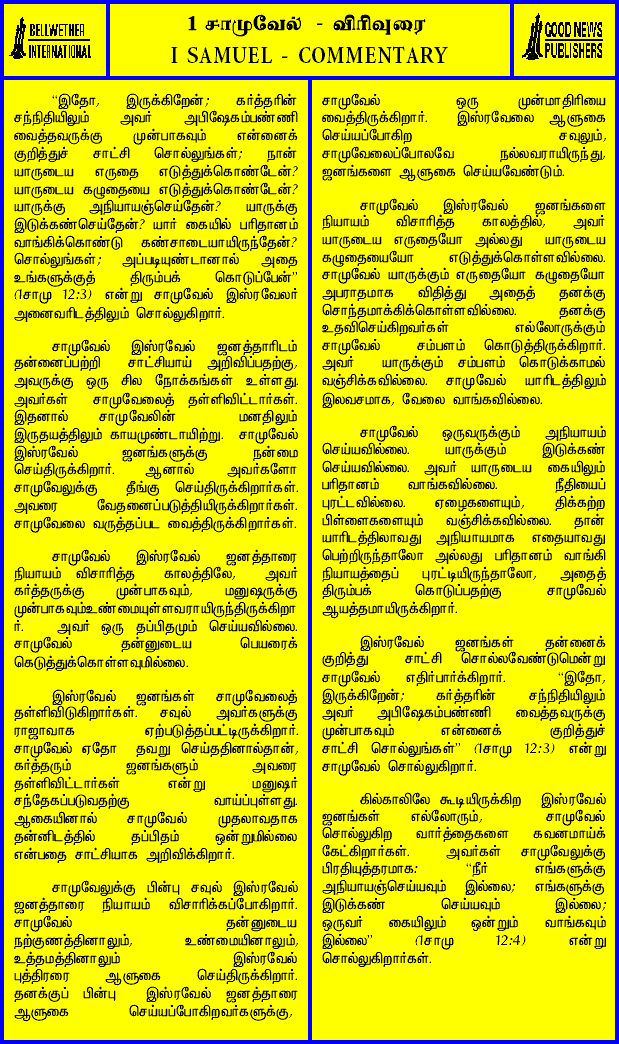 BELLWETHER
INTERNATIONAL
1 சாமுவேல் - விரிவுரை
I SAMUEL - COMMENTARY
GOOD NEWS
PUBLISHERS
“இதோ, இருக்கிறேன்; கர்த்தரின்
சந்நிதியிலும் அவர் அபிஷேகம்பண்ணி
வைத்தவருக்கு முன்பாகவும் என்னைக்
குறித்துச் சாட்சி சொல்லுங்கள்; நான்
யாருடைய எருதை எடுத்துக்கொண்டேன்?
யாருடைய கழுதையை எடுத்துக்கொண்டேன்?
யாருக்கு அநியாயஞ்செய்தேன்? யாருக்கு
இடுக்கண்செய்தேன்? யார் கையில் பரிதானம்
வாங்கிக்கொண்டு கண்சாடையாயிருந்தேன்?
சொல்லுங்கள்; அப்படியுண்டானால் அதை
உங்களுக்குத் திரும்பக் கொடுப்பேன்”
(1சாமு 12:3) என்று சாமுவேல் இஸ்ரவேலர்
அனைவரிடத்திலும் சொல்லுகிறார்.
சாமுவேல் இஸ்ரவேல் ஜனத்தாரிடம்
தன்னைப்பற்றி சாட்சியாய் அறிவிப்பதற்கு,
அவருக்கு ஒரு சில நோக்கங்கள் உள்ளது.
அவர்கள் சாமுவேலைத் தள்ளிவிட்டார்கள்.
இதனால் சாமுவேலின் மனதிலும்
இருதயத்திலும் காயமுண்டாயிற்று. சாமுவேல்
இஸ்ரவேல் ஜனங்களுக்கு நன்மை
செய்திருக்கிறார். ஆனால் அவர்களோ
சாமுவேலுக்கு தீங்கு செய்திருக்கிறார்கள்.
அவரை வேதனைப்படுத்தியிருக்கிறார்கள்.
சாமுவேலை வருத்தப்பட வைத்திருக்கிறார்கள்.
சாமுவேல் இஸ்ரவேல் ஜனத்தாரை
நியாயம் விசாரித்த காலத்திலே, அவர்
கர்த்தருக்கு முன்பாகவும், மனுஷருக்கு
முன்பாகவும்உண்மையுள்ளவராயிருந்திருக்கிறா
ர். அவர் ஒரு தப்பிதமும் செய்யவில்லை.
சாமுவேல் தன்னுடைய பெயரைக்
கெடுத்துக்கொள்ளவுமில்லை.
இஸ்ரவேல் ஜனங்கள் சாமுவேலைத்
தள்ளிவிடுகிறார்கள். சவுல் அவர்களுக்கு
ராஜாவாக ஏற்படுத்தப்பட்டிருக்கிறார்.
சாமுவேல் ஏதோ தவறு செய்ததினால்தான்,
கர்த்தரும் ஜனங்களும் அவரை
தள்ளிவிட்டார்கள் என்று மனுஷர்
சந்தேகப்படுவதற்கு வாய்ப்புள்ளது.
ஆகையினால் சாமுவேல் முதலாவதாக
தன்னிடத்தில் தப்பிதம் ஒன்றுமில்லை
என்பதை சாட்சியாக அறிவிக்கிறார்.
சாமுவேலுக்கு பின்பு சவுல் இஸ்ரவேல்
ஜனத்தாரை நியாயம் விசாரிக்கப்போகிறார்.
சாமுவேல் தன்னுடைய
நற்குணத்தினாலும், உண்மையினாலும்,
உத்தமத்தினாலும் இஸ்ரவேல்
புத்திரரை ஆளுகை செய்திருக்கிறார்.
தனக்குப் பின்பு இஸ்ரவேல் ஜனத்தாரை
ஆளுகை செய்யப்போகிறவர்களுக்கு,
சாமுவேல் ஒரு முன்மாதிரியை
வைத்திருக்கிறார். இஸ்ரவேலை ஆளுகை
செய்யப்போகிற சவுலும்,
சாமுவேலைப்போலவே நல்லவராயிருந்து,
ஜனங்களை ஆளுகை செய்யவேண்டும்.
சாமுவேல் இஸ்ரவேல் ஜனங்களை
நியாயம் விசாரித்த காலத்தில், அவர்
யாருடைய எருதையோ அல்லது யாருடைய
கழுதையையோ எடுத்துக்கொள்ளவில்லை.
சாமுவேல் யாருக்கும் எருதையோ கழுதையோ
அபராதமாக விதித்து அதைத் தனக்கு
சொந்தமாக்கிக்கொள்ளவில்லை. தனக்கு
உதவிசெய்கிறவர்கள் எல்லோருக்கும்
சாமுவேல் சம்பளம் கொடுத்திருக்கிறார்.
அவர் யாருக்கும் சம்பளம் கொடுக்காமல்
வஞ்சிக்கவில்லை. சாமுவேல் யாரிடத்திலும்
இலவசமாக, வேலை வாங்கவில்லை.
சாமுவேல் ஒருவருக்கும் அநியாயம்
செய்யவில்லை. யாருக்கும் இடுக்கண்
செய்யவில்லை. அவர் யாருடைய கையிலும்
பரிதானம் வாங்கவில்லை. நீதியைப்
புரட்டவில்லை. ஏழைகளையும், திக்கற்ற
பிள்ளைகளையும் வஞ்சிக்கவில்லை. தான்
யாரிடத்திலாவது அநியாயமாக எதையாவது
பெற்றிருந்தாலோ அல்லது பரிதானம் வாங்கி
நியாயத்தைப் புரட்டியிருந்தாலோ, அதைத்
திரும்பக் கொடுப்பதற்கு சாமுவேல்
ஆயத்தமாயிருக்கிறார்.
இஸ்ரவேல் ஜனங்கள் தன்னைக்
குறித்து சாட்சி சொல்லவேண்டுமென்று
சாமுவேல் எதிர்பார்க்கிறார். “இதோ,
இருக்கிறேன்; கர்த்தரின் சந்நிதியிலும்
அவர் அபிஷேகம்பண்ணி வைத்தவருக்கு
முன்பாகவும் என்னைக் குறித்துச்
சாட்சி சொல்லுங்கள்” (1சாமு 12:3) என்று
சாமுவேல் சொல்லுகிறார்.
கில்காலிலே கூடியிருக்கிற இஸ்ரவேல்
ஜனங்கள் எல்லோரும், சாமுவேல்
சொல்லுகிற வார்த்தைகளை கவனமாய்க்
கேட்கிறார்கள். அவர்கள் சாமுவேலுக்கு
பிரதியுத்தரமாக: “நீர் எங்களுக்கு
அநியாயஞ்செய்யவும் இல்லை; எங்களுக்கு
இடுக்கண் செய்யவும் இல்லை;
ஒருவர் கையிலும் ஒன்றும் வாங்கவும்
இல்லை” (1சாமு 12:4) என்று
சொல்லுகிறார்கள்.